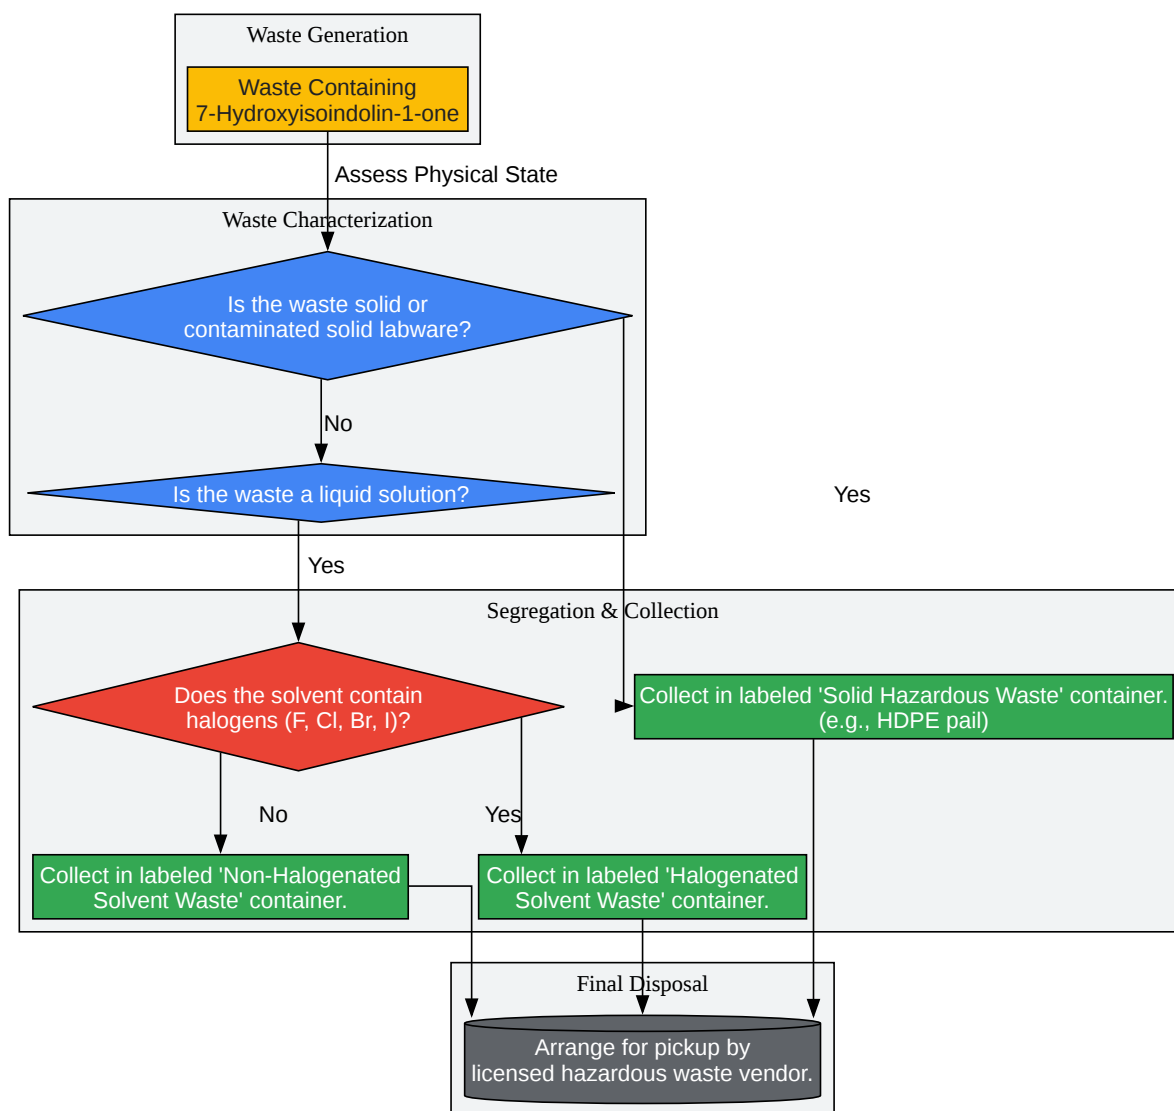 Waste Generation
Waste Containing
7-Hydroxyisoindolin-1-one
Assess Physical State
Waste Characterization
Is the waste solid or
contaminated solid labware?
No
Is the waste a liquid solution?
Yes
Yes
Segregation & Collection
Does the solvent contain
halogens (F, Cl, Br, I)?
Collect in labeled 'Solid Hazardous Waste' container.
(e.g., HDPE pail)
No
Yes
Collect in labeled 'Non-Halogenated
Solvent Waste' container.
Collect in labeled 'Halogenated
Solvent Waste' container.
Final Disposal
Arrange for pickup by
licensed hazardous waste vendor.